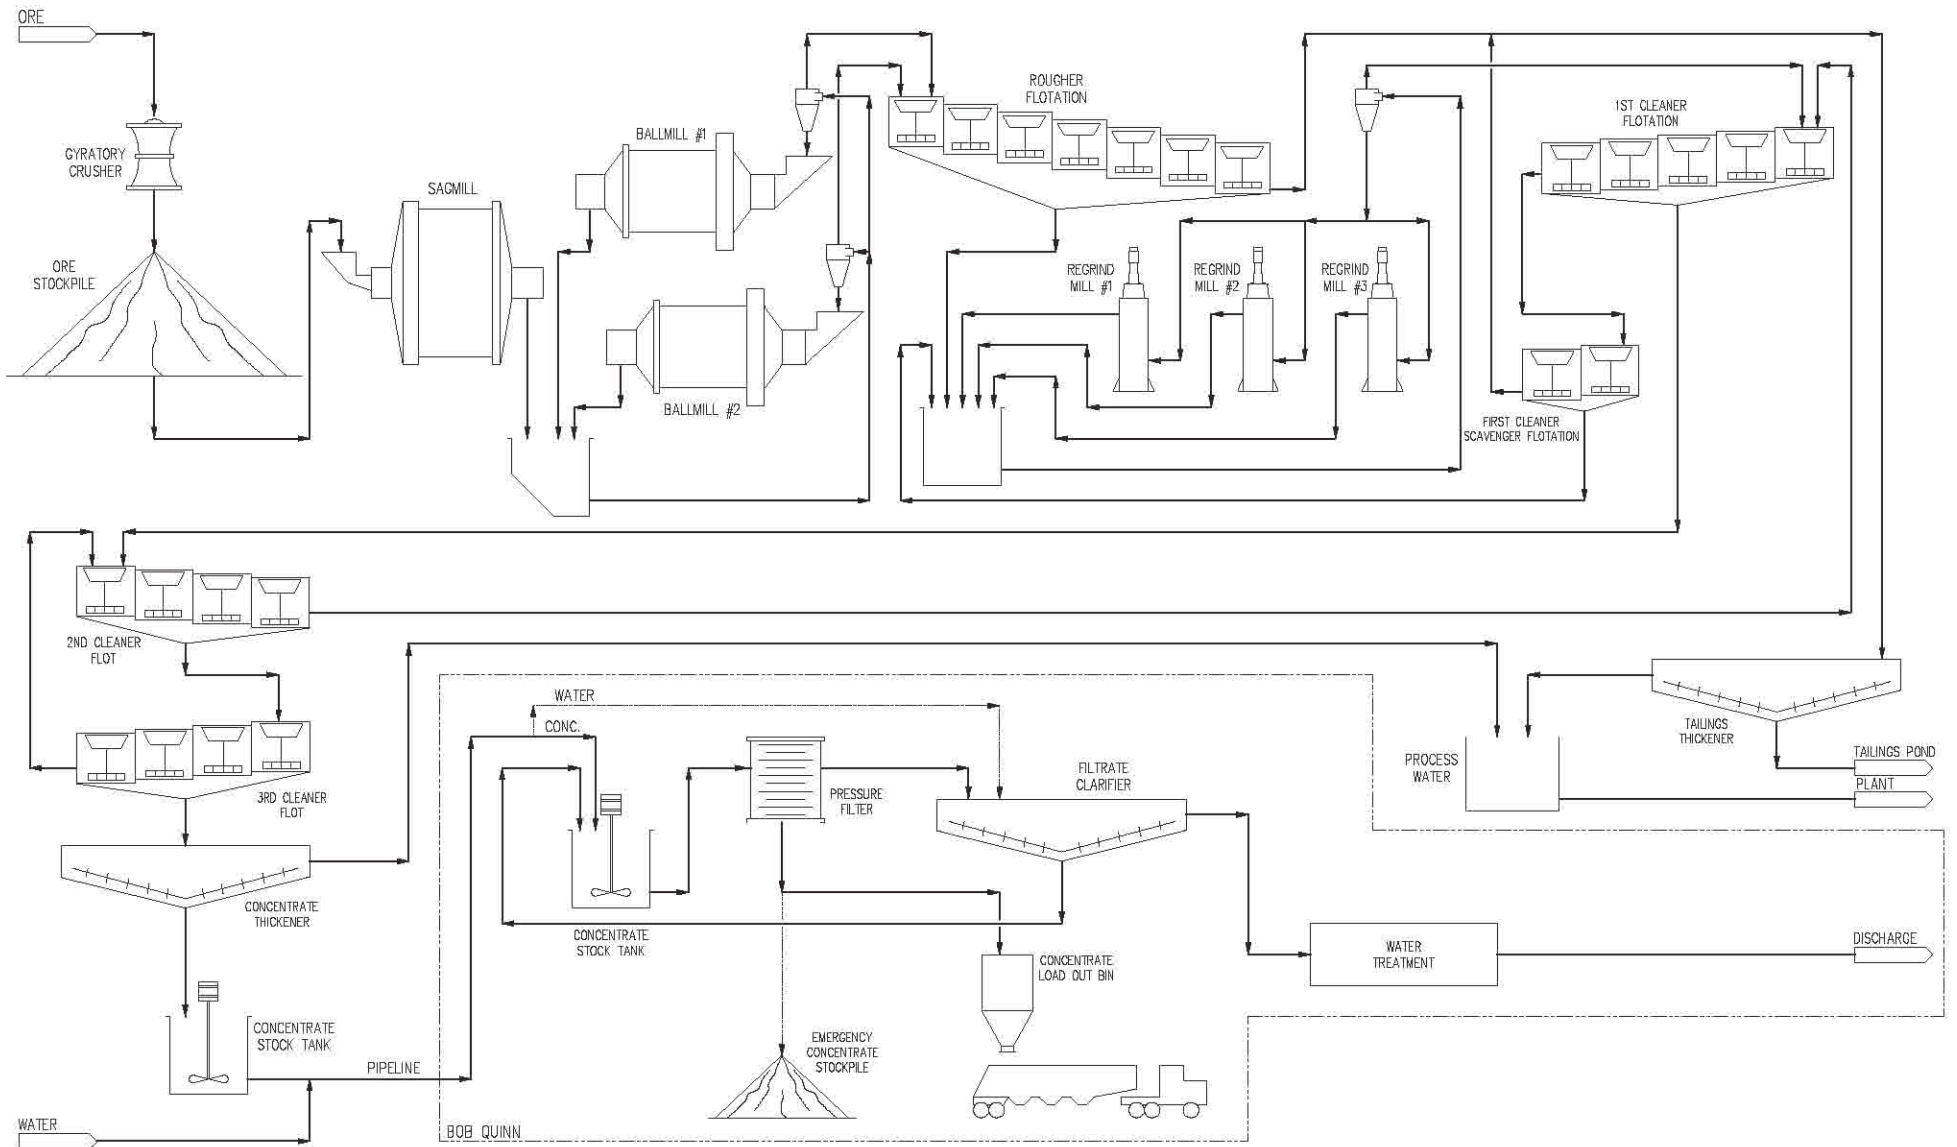 ORE
GYRATORY
CRUSHER
ORE
STOCKPILE
SAGMILL
BALLMILL #1
BALLMILL #2
ROUGHER
FLOTATION
REGRIND
MILL #1
REGRIND
MILL #2
REGRIND
MILL #3
1ST CLEANER
FLOTATION
FIRST CLEANER
SCAVENGER FLOTATION
2ND CLEANER
FLOT
3RD CLEANER
FLOT
CONCENTRATE
THICKENER
CONCENTRATE
STOCK TANK
PIPELINE
WATER
WATER
CONC.
PRESSURE
FILTER
FILTRATE
CLARIFIER
CONCENTRATE
STOCK TANK
CONCENTRATE
LOAD OUT BIN
EMERGENCY
CONCENTRATE
STOCKPILE
BOB QUINN
TAILINGS
THICKENER
PROCESS
WATER
TAILINGS POND
PLANT
WATER
TREATMENT
DISCHARGE